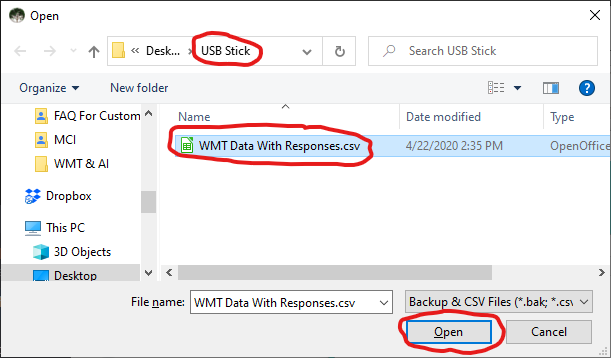 Open
« Desk... › USB Stick
Search USB Stick
Organize
New folder
FAQ For Custom
MCI
WMT & AI
Dropbox
This PC
3D Objects
Desktop
Name
Date modified
Type
WMT Data With Responses.csv
4/22/2020 2:35 PM
OpenOffice
File name:
WMT Data With Responses.csv
Backup & CSV Files (*.bak; *.csv
Open
Cancel